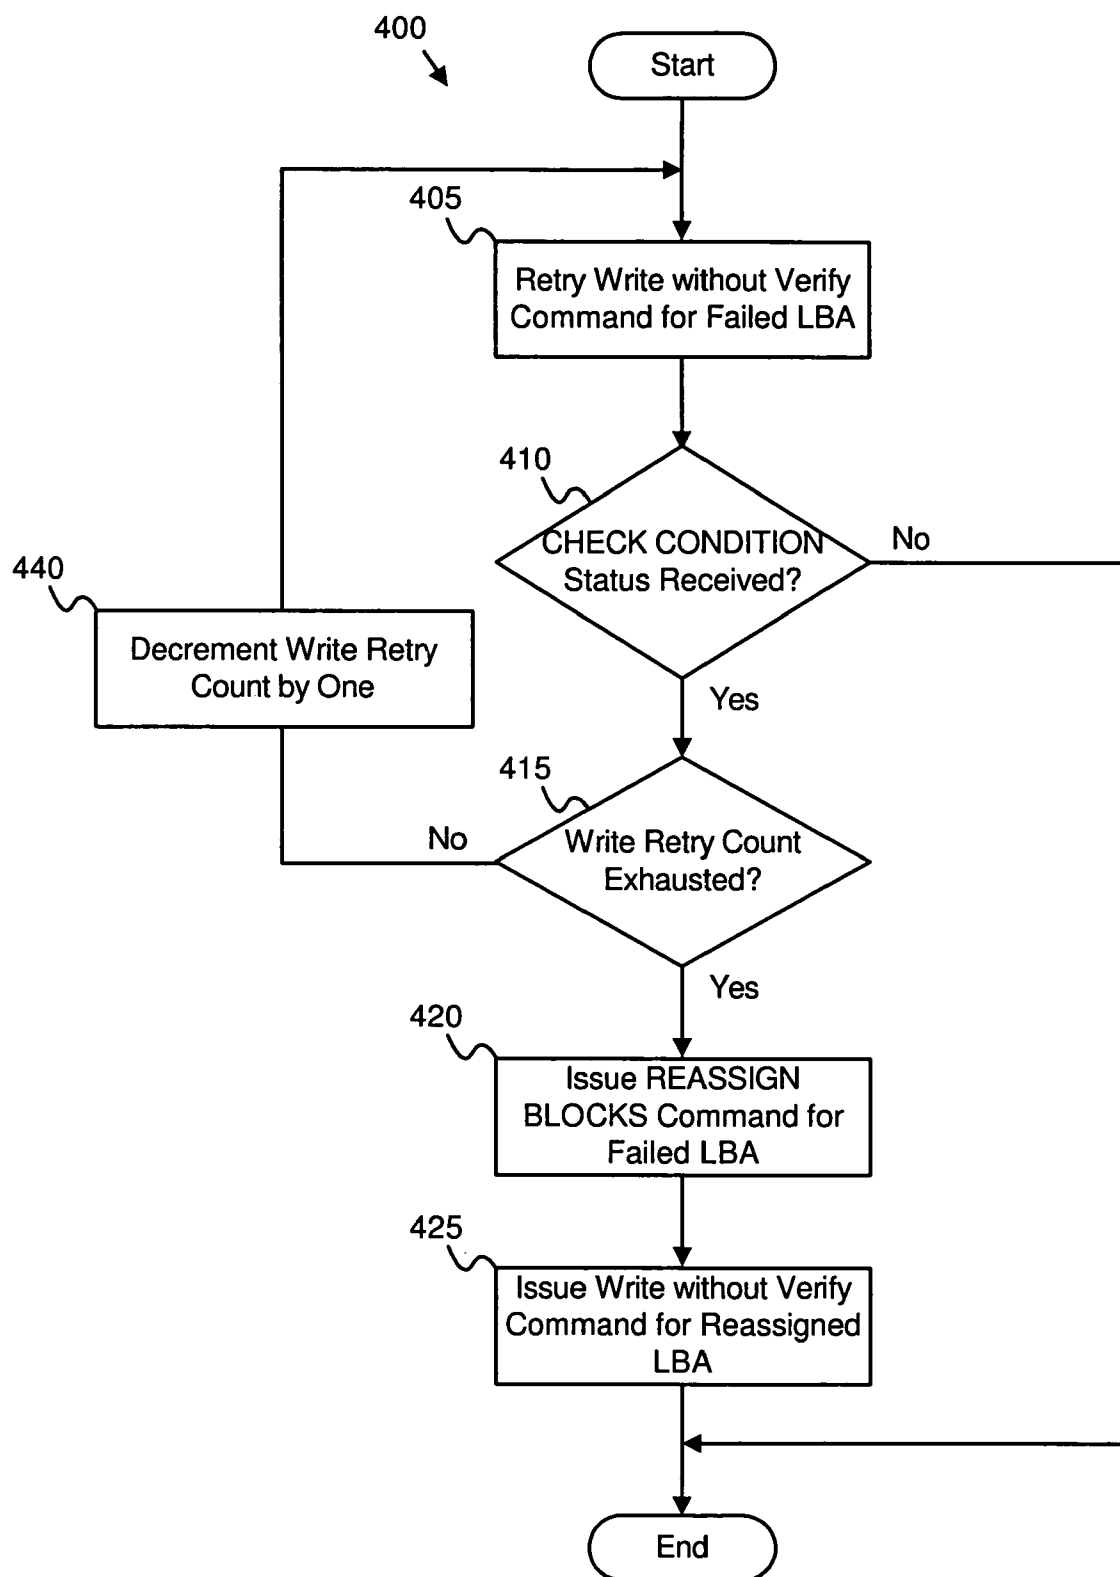 400
Start
405
Retry Write without Verify
Command for Failed LBA
410
CHECK CONDITION
Status Received?
No
440
Decrement Write Retry
Count by One
Yes
415
Write Retry Count
Exhausted?
No
Yes
420
Issue REASSIGN
BLOCKS Command for
Failed LBA
425
Issue Write without Verify
Command for Reassigned
LBA
End